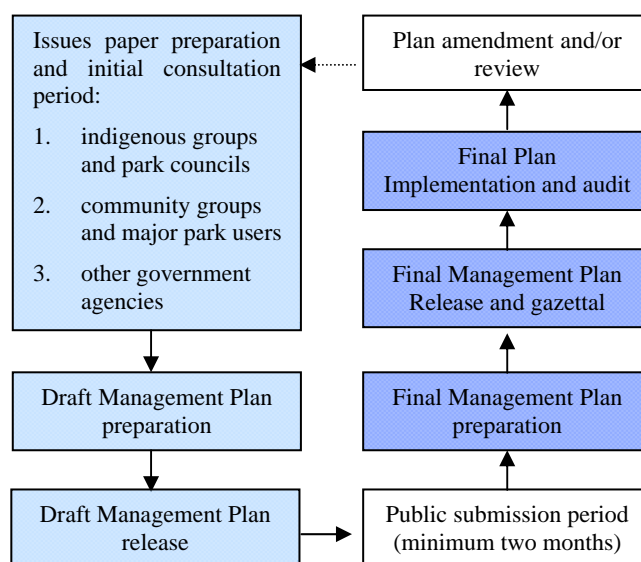 Issues paper preparation
and initial consultation
period:
1. indigenous groups
and park councils
2. community groups
and major park users
3. other government
agencies
Draft Management Plan
preparation
Draft Management Plan
release
Public submission period
(minimum two months)
Final Management Plan
preparation
Final Management Plan
Release and gazettal
Final Plan
Implementation and audit
Plan amendment and/or
review